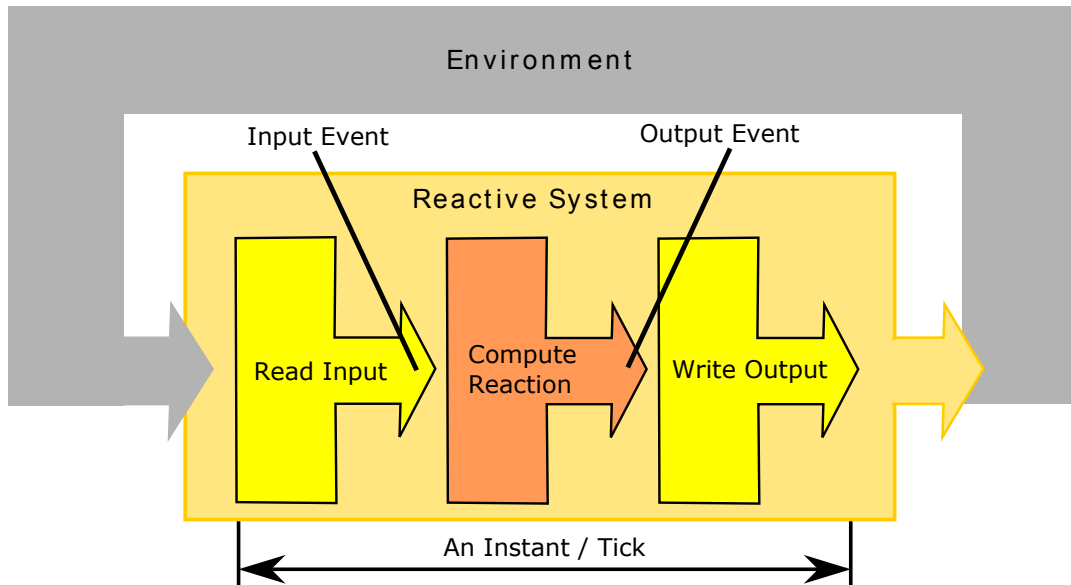 Environment
Input Event
Output Event
Reactive System
Read Input
Compute
Reaction
Write Output
An Instant / Tick